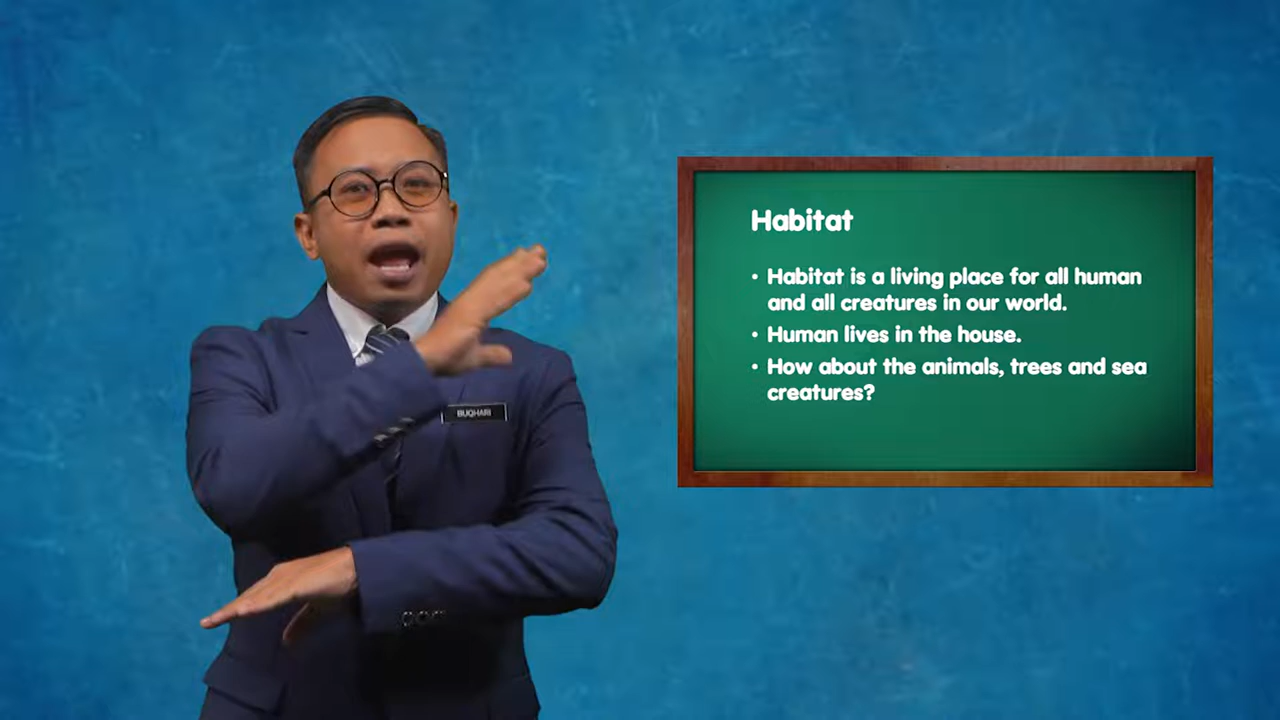 Habitat
• Habitat is a living place for all human
and all creatures in our world.
• Human lives in the house.
• How about the animals, trees and sea
creatures?
BUQHARI